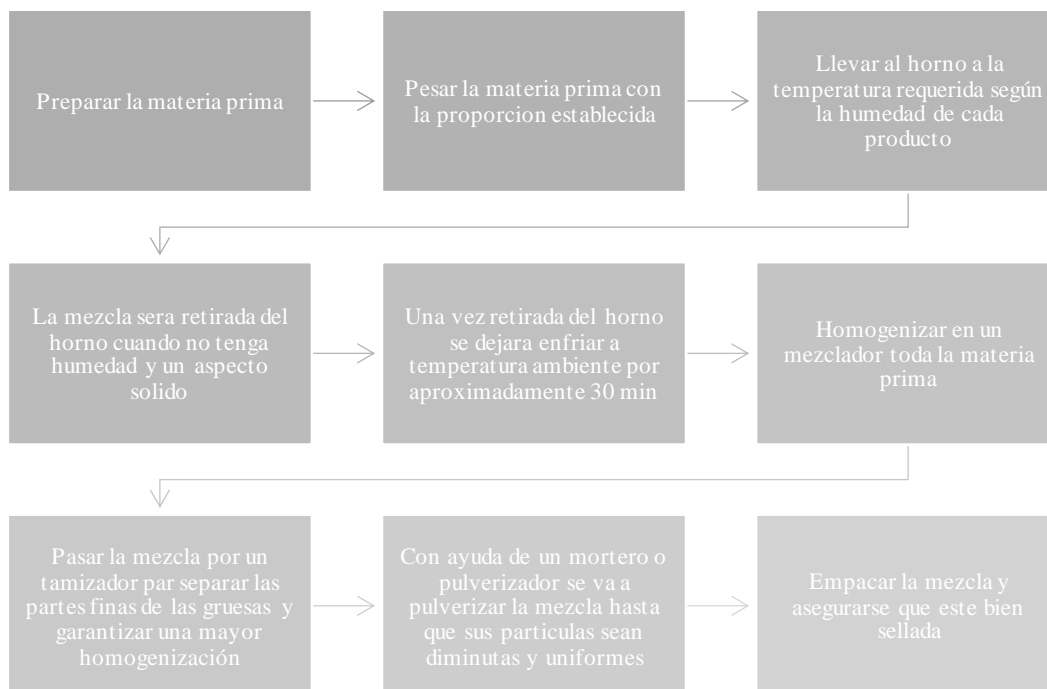 Preparar la materia prima
Pesar la materia prima con
la proporcion establecida
Llevar al horno a la
temperatura requerida según
la humedad de cada
producto
La mezcla sera retirada del
horno cuando no tenga
humedad y un aspecto
solido
Una vez retirada del horno
se dejara enfriar a
temperatura ambiente por
aproximadamente 30 min
Homogenizar en un
mezclador toda la materia
prima
Pasar la mezcla por un
tamizador par separar las
partes finas de las gruesas y
garantizar una mayor
homogenización
Con ayuda de un mortero o
pulverizador se va a
pulverizar la mezcla hasta
que sus particulas sean
diminutas y uniformes
Empacar la mezcla y
asegurarse que este bien
sellada